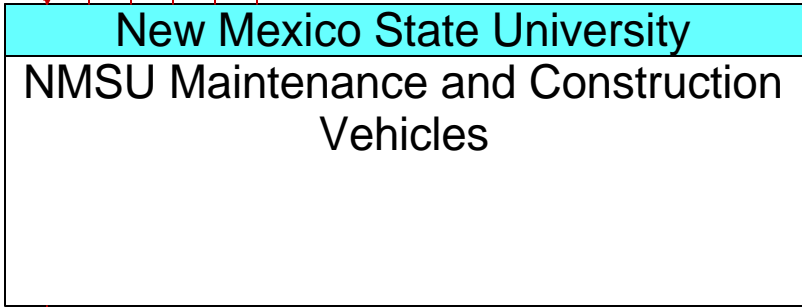 New Mexico State University
NMSU Maintenance and Construction
Vehicles